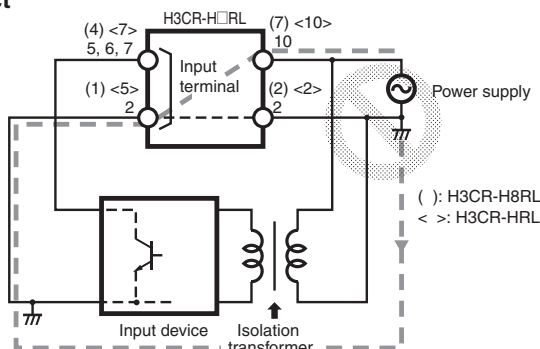 ct
H3CR-H□RL
(4) <7>
5, 6, 7
(7) <10>
10
Input
terminal
(1) <5>
2
(2) <2>
2
Power supply
( ): H3CR-H8RL
< >: H3CR-HRL
Input device
Isolation
transformer